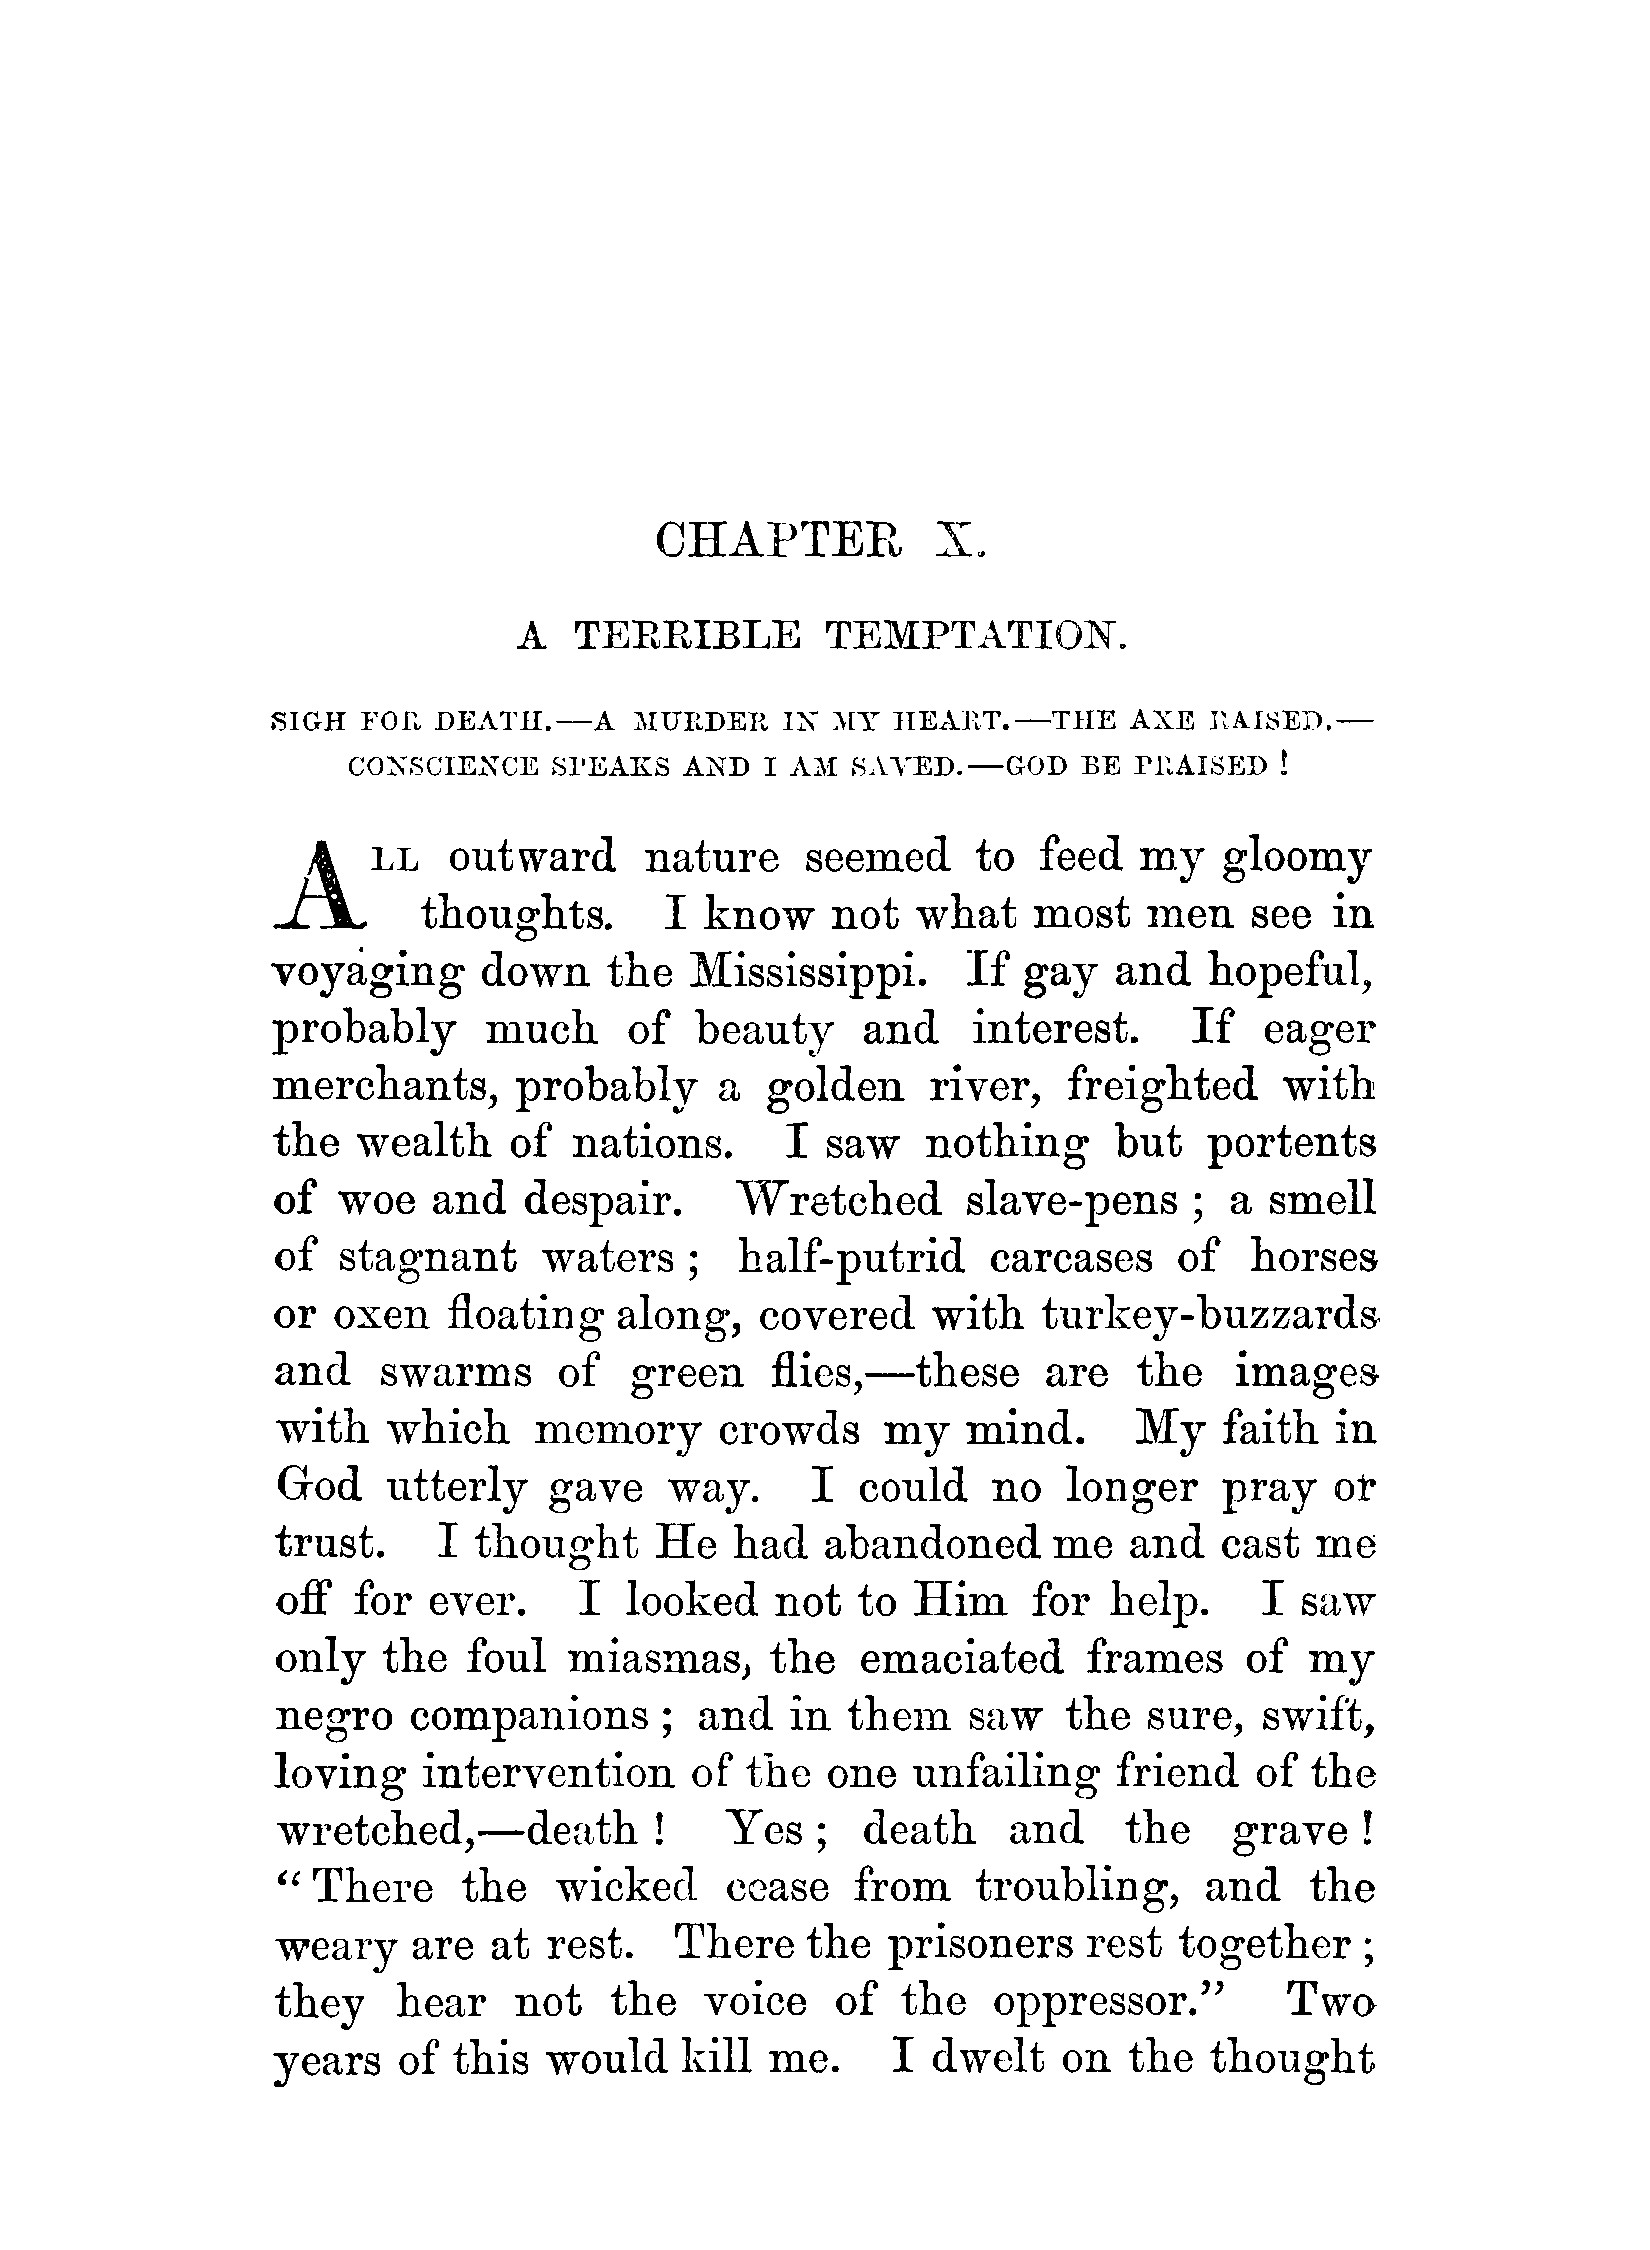 CHAPTER X.
A TERRIBLE TEMPTATION.
SIGH FOR DEATH.—A MURDER IN MY HEART.—THE AXE RAISED.—
CONSCIENCE SPEAKS AND I AM SAVED.—GOD BE PRAISED !
ALL outward nature seemed to feed my gloomy
thoughts. I know not what most men see in
voyaging down the Mississippi. If gay and hopeful,
probably much of beauty and interest. If eager
merchants, probably a golden river, freighted with
the wealth of nations. I saw nothing but portents
of woe and despair. Wretched slave-pens ; a smell
of stagnant waters ; half-putrid carcases of horses
or oxen floating along, covered with turkey-buzzards
and swarms of green flies,—these are the images
with which memory crowds my mind. My faith in
God utterly gave way. I could no longer pray or
trust. I thought He had abandoned me and cast me
off for ever. I looked not to Him for help. I saw
only the foul miasmas, the emaciated frames of my
negro companions ; and in them saw the sure, swift,
loving intervention of the one unfailing friend of the
wretched,—death ! Yes ; death and the grave !
“There the wicked cease from troubling, and the
weary are at rest. There the prisoners rest together ;
they hear not the voice of the oppressor.” Two
years of this would kill me. I dwelt on the thought